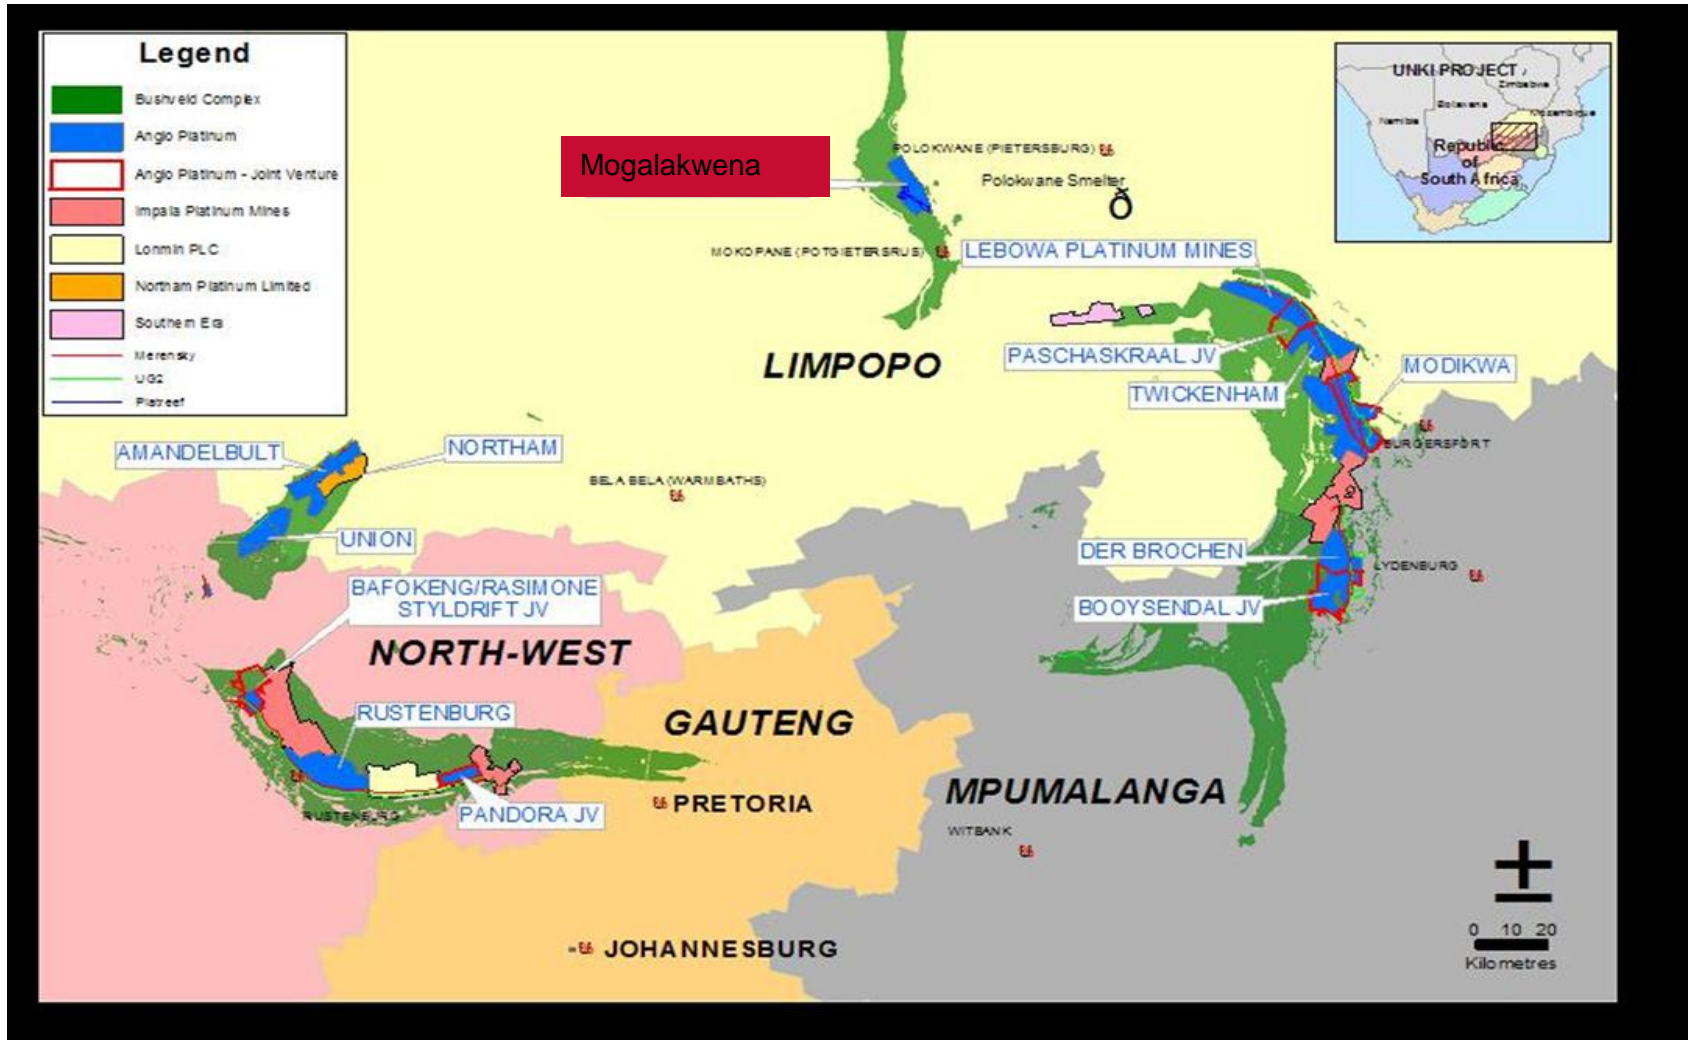 Legend
Bushveld Complex
Anglo Platinum
Anglo Platinum - Joint Venture
Impala Platinum Mines
Lonmin PLC
Northam Platinum Limited
Southern Era
Merensky
UG2
Platreef
Mogalakwena
POLOKWANE (PIETERSBURG)
Polokwane Smelter
MOKOPANE (POTGIETERSRUS)
LEBOWA PLATINUM MINES
UNKI PROJECT
Zimbabwe
Botswana
Mozambique
Namibia
Republic
of
South Africa
LIMPOPO
PASCHASKRAAL JV
TWICKENHAM
MODIKWA
BURGERSFORT
AMANDELBULT
NORTHAM
BELA BELA (WARMBATHS)
UNION
DER BROCHEN
LYDENBURG
BOOYSENDAL JV
BAFOKENG/RASIMONE
STYLDRIFT JV
NORTH-WEST
RUSTENBURG
GAUTENG
MPUMALANGA
PANDORA JV
RUSTENBURG
PRETORIA
WITBANK
JOHANNESBURG
0 10 20
Kilometres